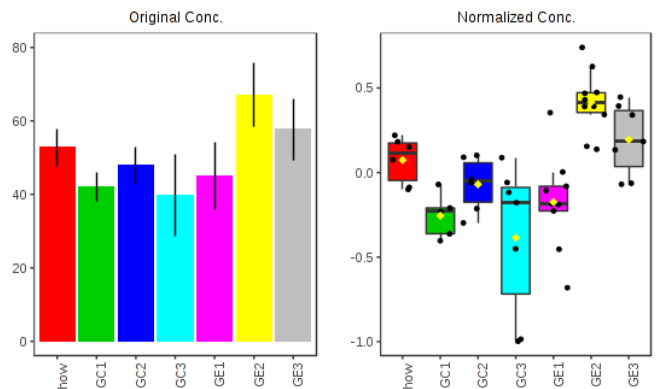 Original Conc.
80
60
40
20
0
how
GC1
GC2
GC3
GE1
GE2
GE3
Normalized Conc.
0.5
0.0
-0.5
-1.0
how
GC1
GC2
GC3
GE1
GE2
GE3